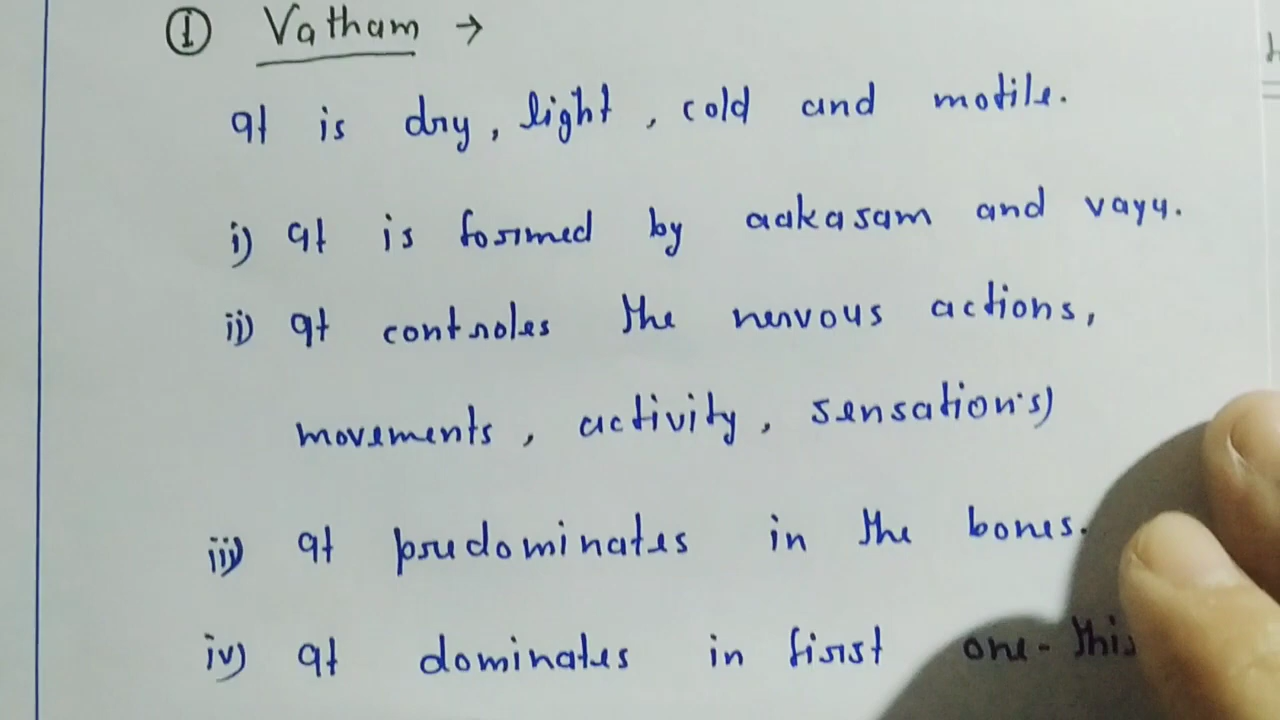 ① Vatham →
It is dry, light, cold and motile.
i) It is formed by aakasam and vayu.
ii) It controles the nervous actions,
movements, activity, sensations)
iii) It predominates in the bones.
iv) It dominates in first one-